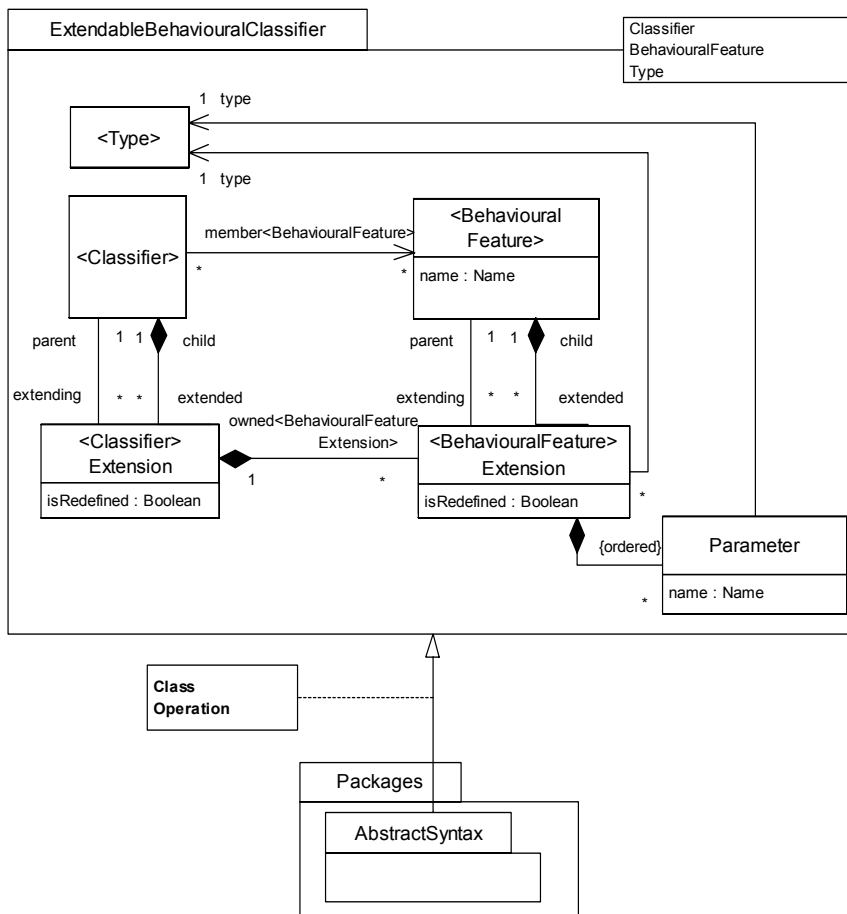 ExtendableBehaviouralClassifier
Classifier
BehaviouralFeature
Type
1 type
<Type>
1 type
<Classifier>
member<BehaviouralFeature>
* *
<Behavioural
Feature>
name : Name
parent 1 1 child
extending * * extended
parent 1 1 child
extending * * extended
<Classifier>
Extension
isRedefined : Boolean
owned<BehaviouralFeature
Extension>
1 *
<BehaviouralFeature>
Extension
isRedefined : Boolean
*
{ordered}
*
Parameter
name : Name
Class
Operation
Packages
AbstractSyntax